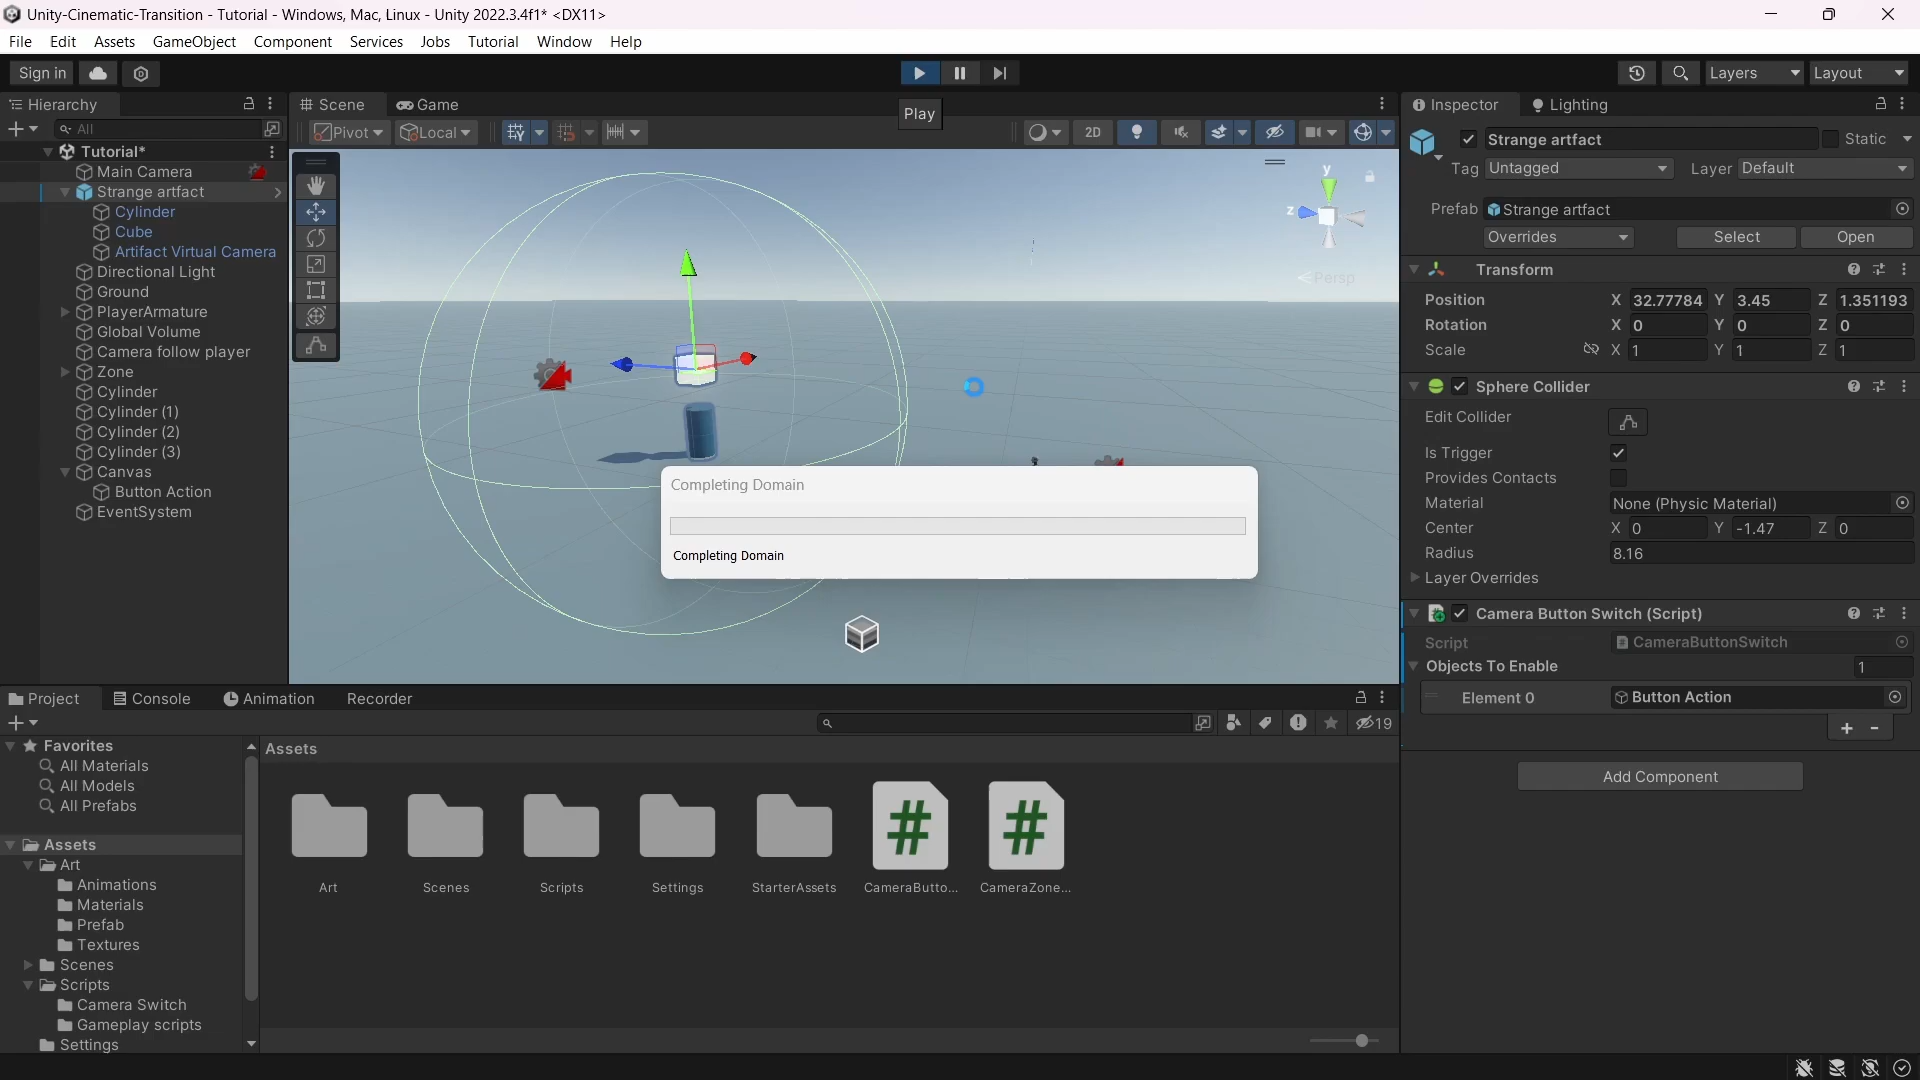 Unity-Cinematic-Transition - Tutorial - Windows, Mac, Linux - Unity 2022.3.4f1* <DX11>
File Edit Assets GameObject Component Services Jobs Tutorial Window Help
Sign in
Layers
Layout
Hierarchy
All
Tutorial*
Main Camera
Strange artfact
Cylinder
Cube
Artifact Virtual Camera
Directional Light
Ground
PlayerArmature
Global Volume
Camera follow player
Zone
Cylinder
Cylinder (1)
Cylinder (2)
Cylinder (3)
Canvas
Button Action
EventSystem
Scene
Game
Play
Pivot
Local
2D
y
z
Persp
Completing Domain
Completing Domain
Inspector
Lighting
Strange artfact
Static
Tag Untagged
Layer Default
Prefab Strange artfact
Overrides
Select
Open
Transform
Position X 32.77784 Y 3.45 Z 1.351193
Rotation X 0 Y 0 Z 0
Scale X 1 Y 1 Z 1
Sphere Collider
Edit Collider
Is Trigger
Provides Contacts
Material None (Physic Material)
Center X 0 Y -1.47 Z 0
Radius 8.16
Layer Overrides
Camera Button Switch (Script)
Script CameraButtonSwitch
Objects To Enable 1
Element 0 Button Action
Add Component
Project
Console
Animation
Recorder
19
Favorites
All Materials
All Models
All Prefabs
Assets
Art
Animations
Materials
Prefab
Textures
Scenes
Scripts
Camera Switch
Gameplay scripts
Settings
Assets
Art
Scenes
Scripts
Settings
StarterAssets
CameraButto...
CameraZone...